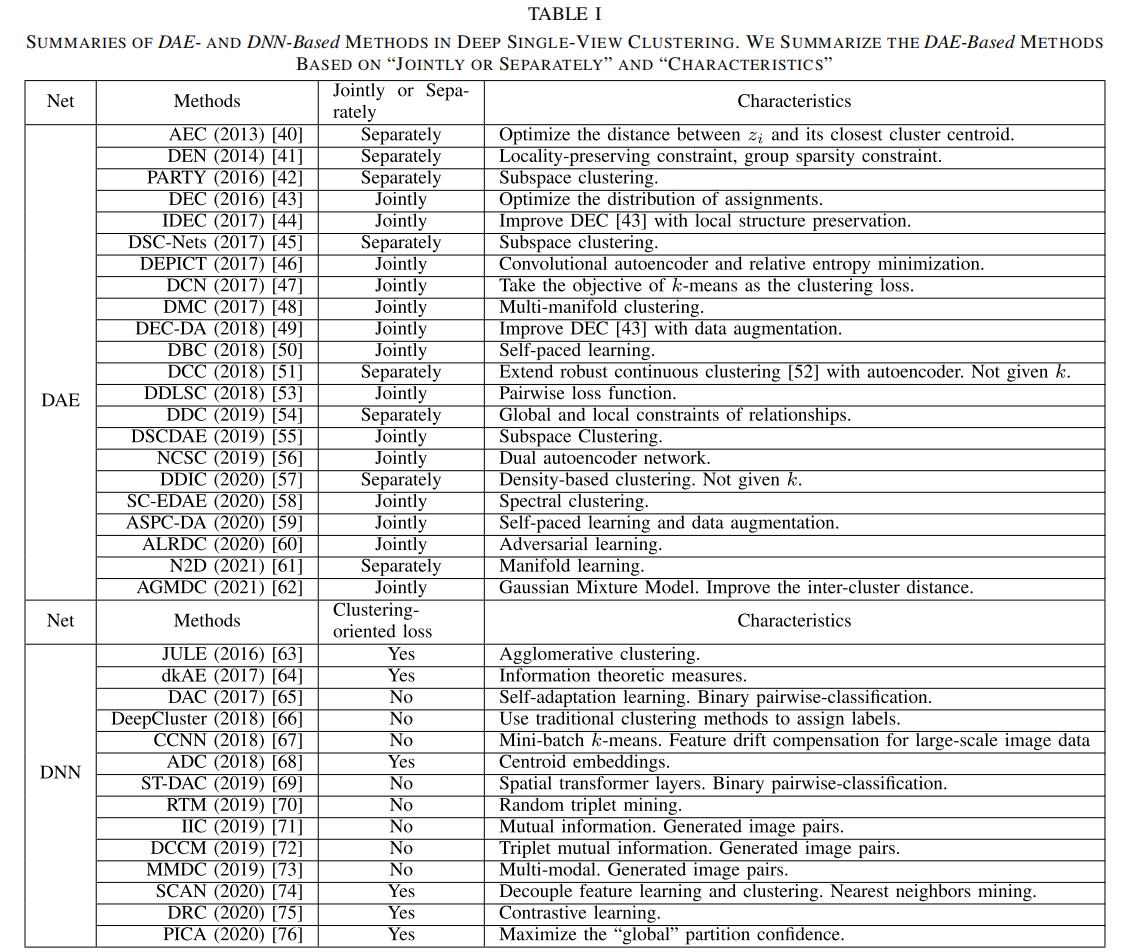 TABLE I
SUMMARIES OF DAE- AND DNN-BASED METHODS IN DEEP SINGLE-VIEW CLUSTERING. WE SUMMARIZE THE DAE-BASED METHODS
BASED ON “JOINTLY OR SEPARATELY” AND “CHARACTERISTICS”
Net Methods Jointly or Sepa-
rately Characteristics
DAE
AEC (2013) [40] Separately Optimize the distance between z_i and its closest cluster centroid.
DEN (2014) [41] Separately Locality-preserving constraint, group sparsity constraint.
PARTY (2016) [42] Separately Subspace clustering.
DEC (2016) [43] Jointly Optimize the distribution of assignments.
IDEC (2017) [44] Jointly Improve DEC [43] with local structure preservation.
DSC-Nets (2017) [45] Separately Subspace clustering.
DEPICT (2017) [46] Jointly Convolutional autoencoder and relative entropy minimization.
DCN (2017) [47] Jointly Take the objective of k-means as the clustering loss.
DMC (2017) [48] Jointly Multi-manifold clustering.
DEC-DA (2018) [49] Jointly Improve DEC [43] with data augmentation.
DBC (2018) [50] Jointly Self-paced learning.
DCC (2018) [51] Separately Extend robust continuous clustering [52] with autoencoder. Not given k.
DDLSC (2018) [53] Jointly Pairwise loss function.
DDC (2019) [54] Separately Global and local constraints of relationships.
DSCDAE (2019) [55] Jointly Subspace Clustering.
NCSC (2019) [56] Jointly Dual autoencoder network.
DDIC (2020) [57] Separately Density-based clustering. Not given k.
SC-EDAE (2020) [58] Jointly Spectral clustering.
ASPC-DA (2020) [59] Jointly Self-paced learning and data augmentation.
ALRDC (2020) [60] Jointly Adversarial learning.
N2D (2021) [61] Separately Manifold learning.
AGMDC (2021) [62] Jointly Gaussian Mixture Model. Improve the inter-cluster distance.
Net Methods Clustering-
oriented loss Characteristics
DNN
JULE (2016) [63] Yes Agglomerative clustering.
dkAE (2017) [64] Yes Information theoretic measures.
DAC (2017) [65] No Self-adaptation learning. Binary pairwise-classification.
DeepCluster (2018) [66] No Use traditional clustering methods to assign labels.
CCNN (2018) [67] No Mini-batch k-means. Feature drift compensation for large-scale image data
ADC (2018) [68] Yes Centroid embeddings.
ST-DAC (2019) [69] No Spatial transformer layers. Binary pairwise-classification.
RTM (2019) [70] No Random triplet mining.
IIC (2019) [71] No Mutual information. Generated image pairs.
DCCM (2019) [72] No Triplet mutual information. Generated image pairs.
MMDC (2019) [73] No Multi-modal. Generated image pairs.
SCAN (2020) [74] Yes Decouple feature learning and clustering. Nearest neighbors mining.
DRC (2020) [75] Yes Contrastive learning.
PICA (2020) [76] Yes Maximize the “global” partition confidence.